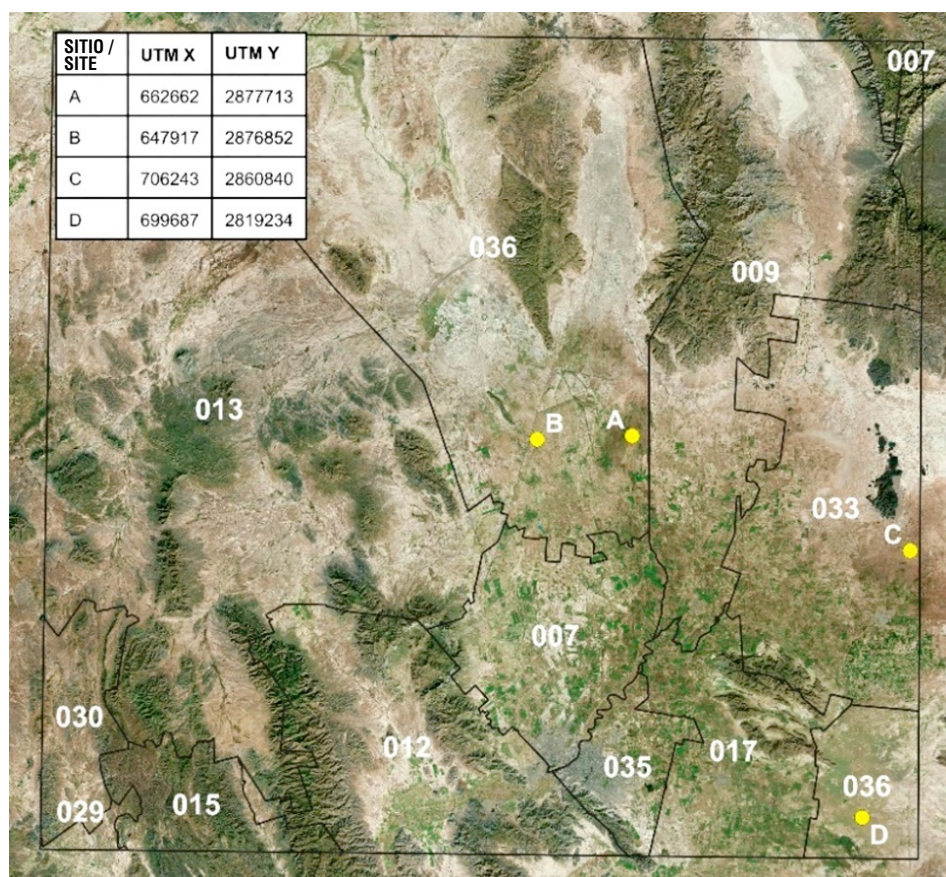 SITIO / SITE UTM X UTM Y
A 662662 2877713
B 647917 2876852
C 706243 2860840
D 699687 2819234
007
036
009
013
B A
033
C
007
030
012
035
017
036
029
015
D